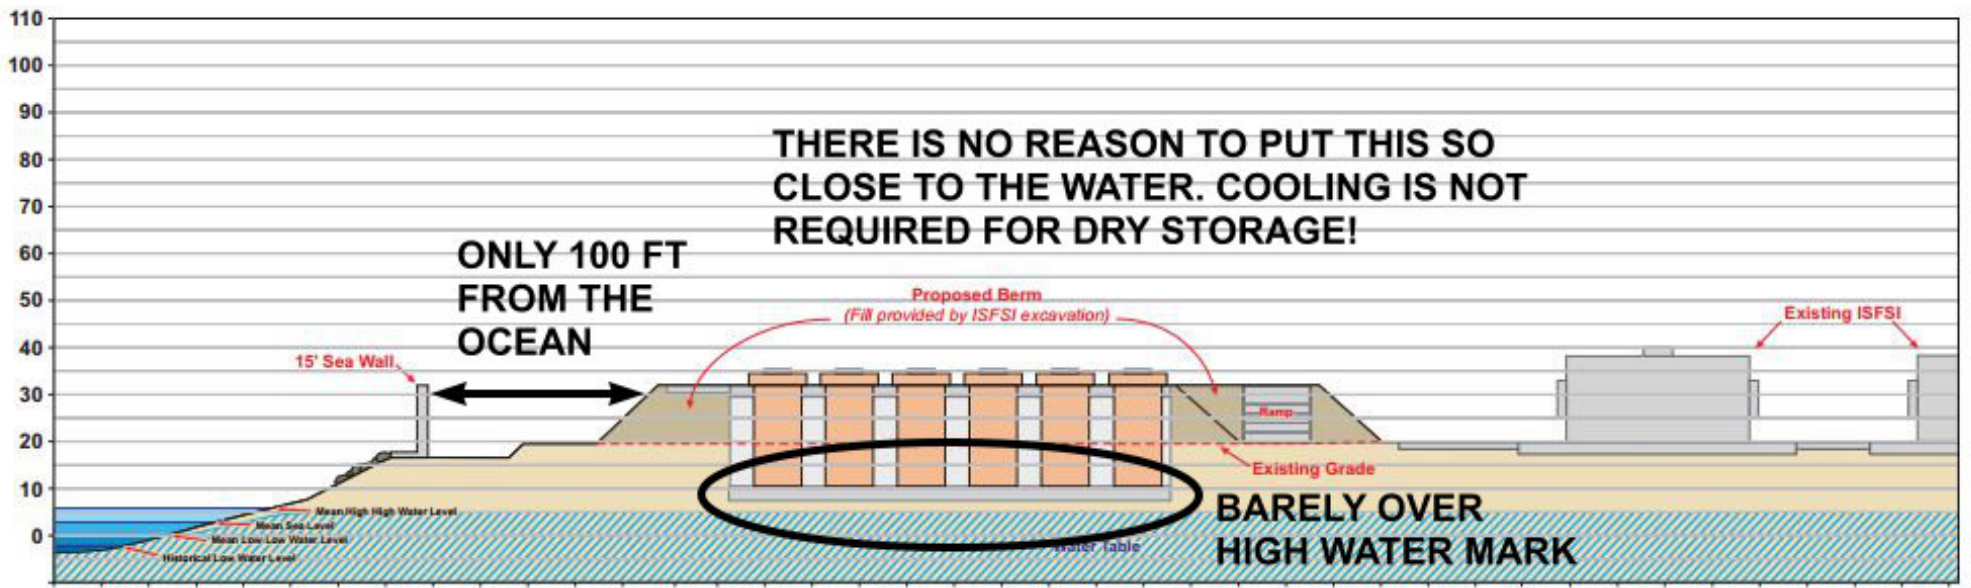 110
100
90
80
70
60
50
40
30
20
10
0
THERE IS NO REASON TO PUT THIS SO
CLOSE TO THE WATER. COOLING IS NOT
REQUIRED FOR DRY STORAGE!
ONLY 100 FT
FROM THE
OCEAN
Proposed Berm
(Fill provided by ISFSI excavation)
Existing ISFSI
15' Sea Wall
Ramp
Existing Grade
BARELY OVER
HIGH WATER MARK
Mean High High Water Level
Mean Sea Level
Mean Low Low Water Level
Historical Low Water Level
Water Table